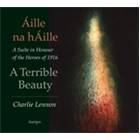 Áille
na hÁille
A Suite in Honour
of the Heroes of 1916
A Terrible
Beauty
Charlie Lennon